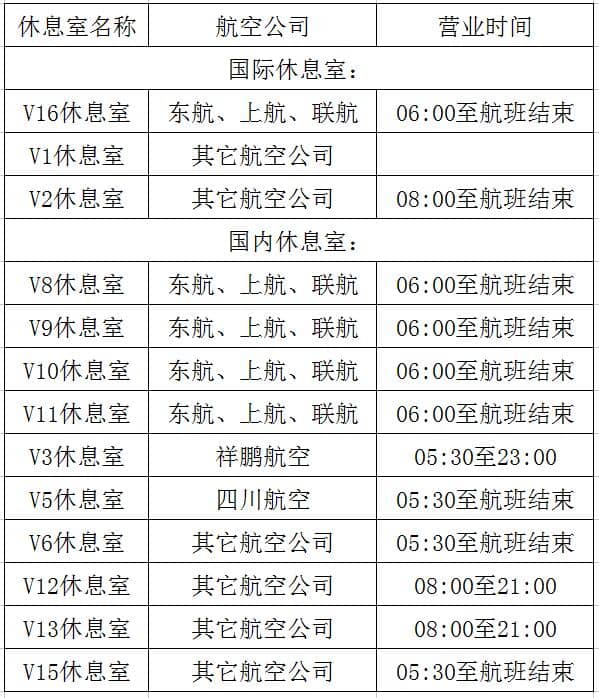 休息室名称 航空公司 营业时间
国际休息室：
V16休息室 东航、上航、联航 06:00至航班结束
V1休息室 其它航空公司
V2休息室 其它航空公司 08:00至航班结束
国内休息室：
V8休息室 东航、上航、联航 06:00至航班结束
V9休息室 东航、上航、联航 06:00至航班结束
V10休息室 东航、上航、联航 06:00至航班结束
V11休息室 东航、上航、联航 06:00至航班结束
V3休息室 祥鹏航空 05:30至23:00
V5休息室 四川航空 05:30至航班结束
V6休息室 其它航空公司 05:30至航班结束
V12休息室 其它航空公司 08:00至21:00
V13休息室 其它航空公司 08:00至21:00
V15休息室 其它航空公司 05:30至航班结束